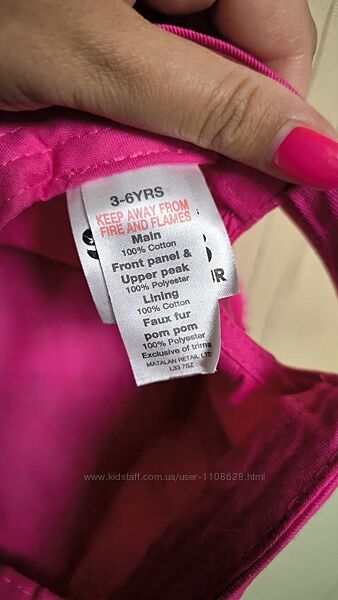 3-6YRS
KEEP AWAY FROM
FIRE AND FLAMES
Main
100% Cotton
Front panel &
Upper peak
100% Polyester
Lining
100% Cotton
Faux fur
pom pom
100% Polyester
Exclusive of trims
MATALAN RETAIL LTD
L33 7SZ
www.kidstaff.com.ua/user-1108628.html